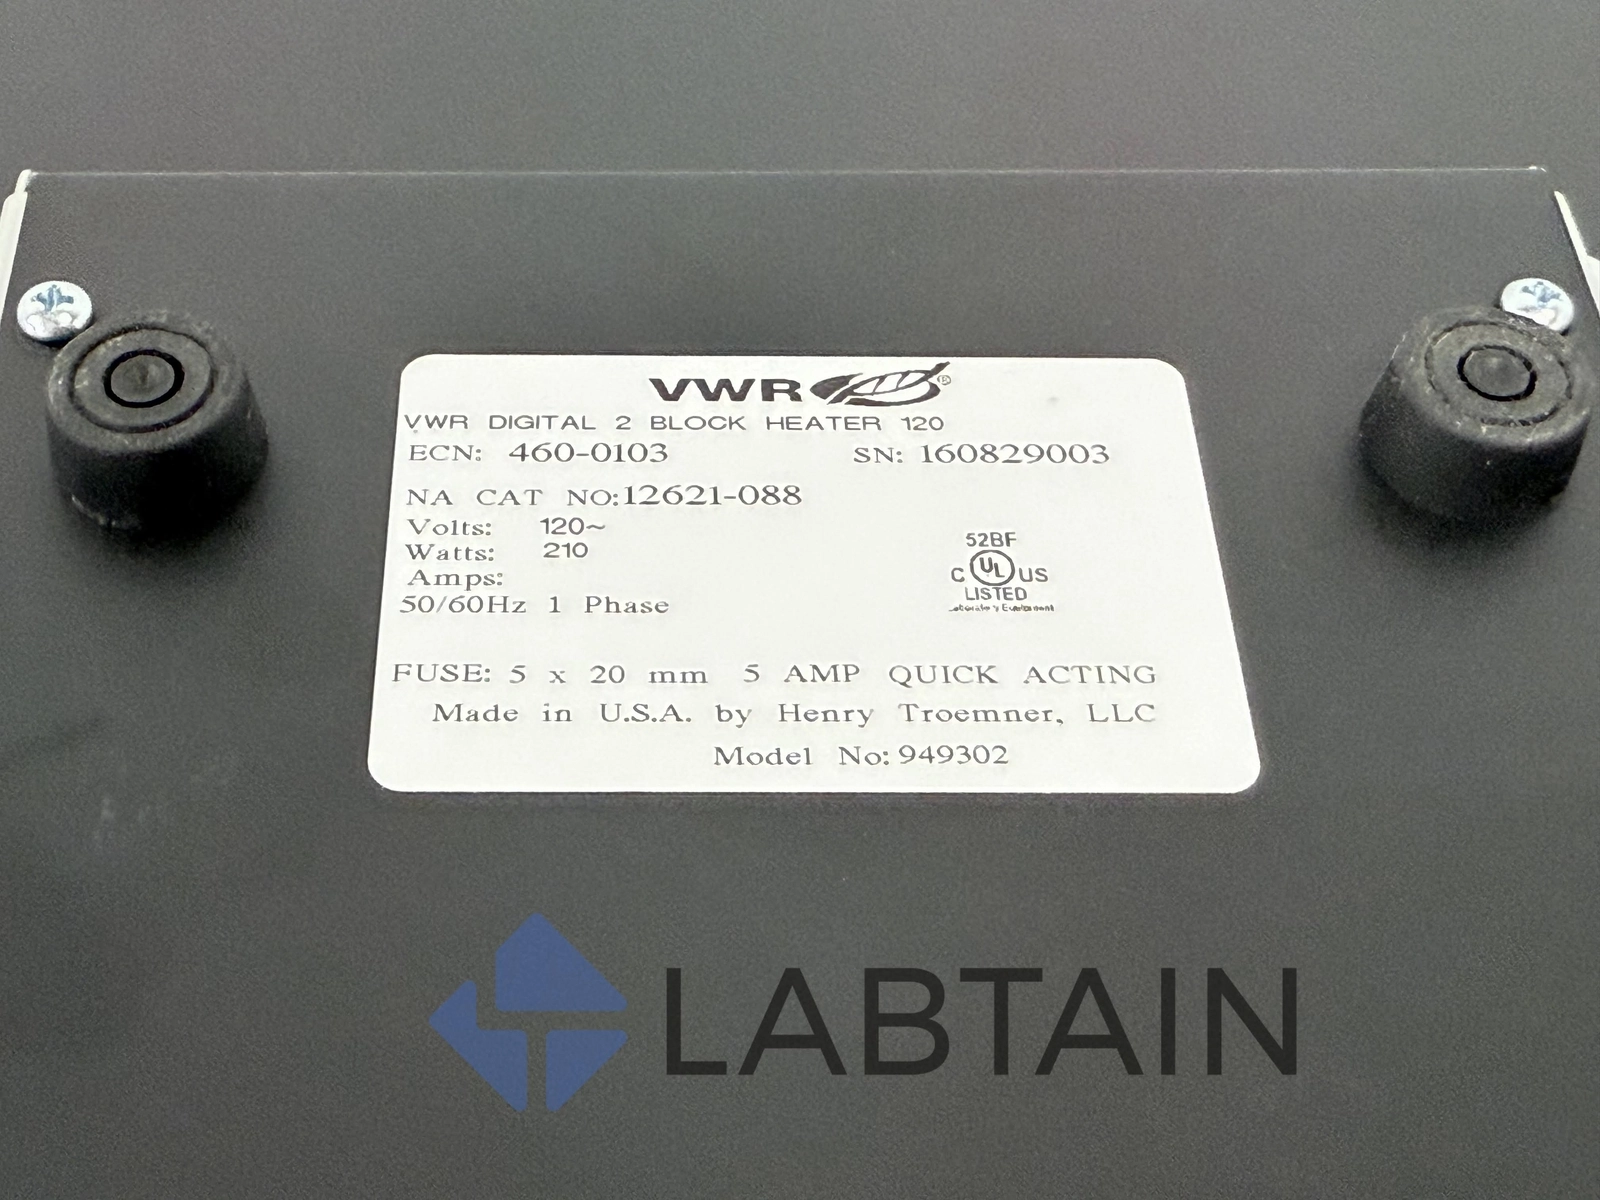 VWR®
VWR DIGITAL 2 BLOCK HEATER 120
ECN: 460-0103 SN: 160829003
NA CAT NO:12621-088
Volts: 120~
Watts: 210
Amps:
50/60Hz 1 Phase
52BF
C UL US
LISTED
Laboratory Equipment
FUSE: 5 x 20 mm 5 AMP QUICK ACTING
Made in U.S.A. by Henry Troemner, LLC
Model No: 949302
LABTAIN